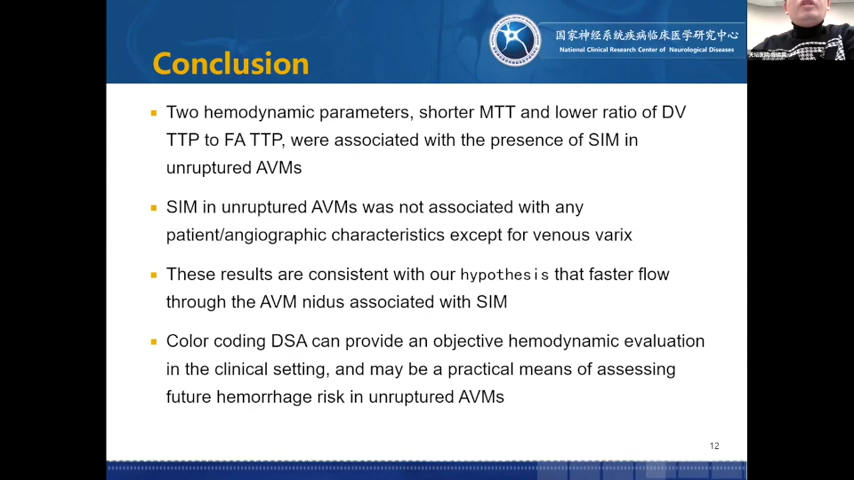 国家神经系统疾病临床医学研究中心
National Clinical Research Center of Neurological Diseases
Conclusion
Two hemodynamic parameters, shorter MTT and lower ratio of DV
TTP to FA TTP, were associated with the presence of SIM in
unruptured AVMs
SIM in unruptured AVMs was not associated with any
patient/angiographic characteristics except for venous varix
These results are consistent with our hypothesis that faster flow
through the AVM nidus associated with SIM
Color coding DSA can provide an objective hemodynamic evaluation
in the clinical setting, and may be a practical means of assessing
future hemorrhage risk in unruptured AVMs
12